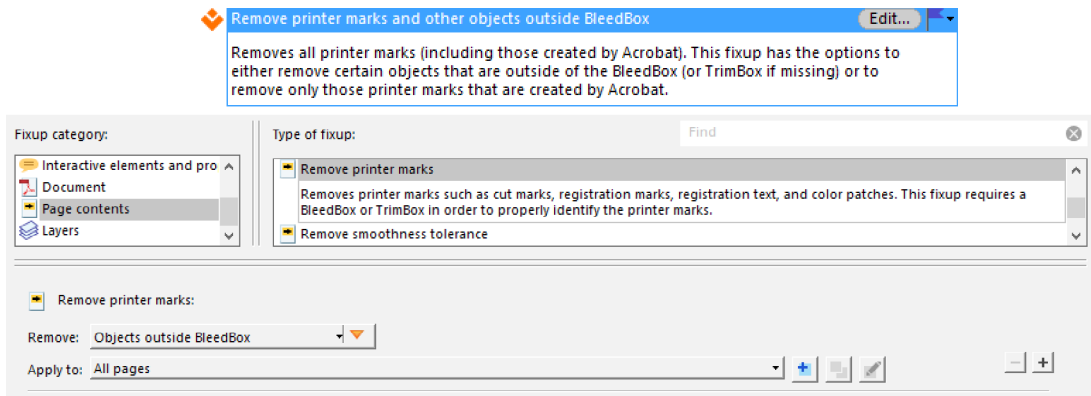 Remove printer marks and other objects outside BleedBox
Edit...
Removes all printer marks (including those created by Acrobat). This fixup has the options to
either remove certain objects that are outside of the BleedBox (or TrimBox if missing) or to
remove only those printer marks that are created by Acrobat.
Fixup category:
Interactive elements and pro
Document
Page contents
Layers
Type of fixup:
Find
Remove printer marks
Removes printer marks such as cut marks, registration marks, registration text, and color patches. This fixup requires a
BleedBox or TrimBox in order to properly identify the printer marks.
Remove smoothness tolerance
Remove printer marks:
Remove: Objects outside BleedBox
Apply to: All pages